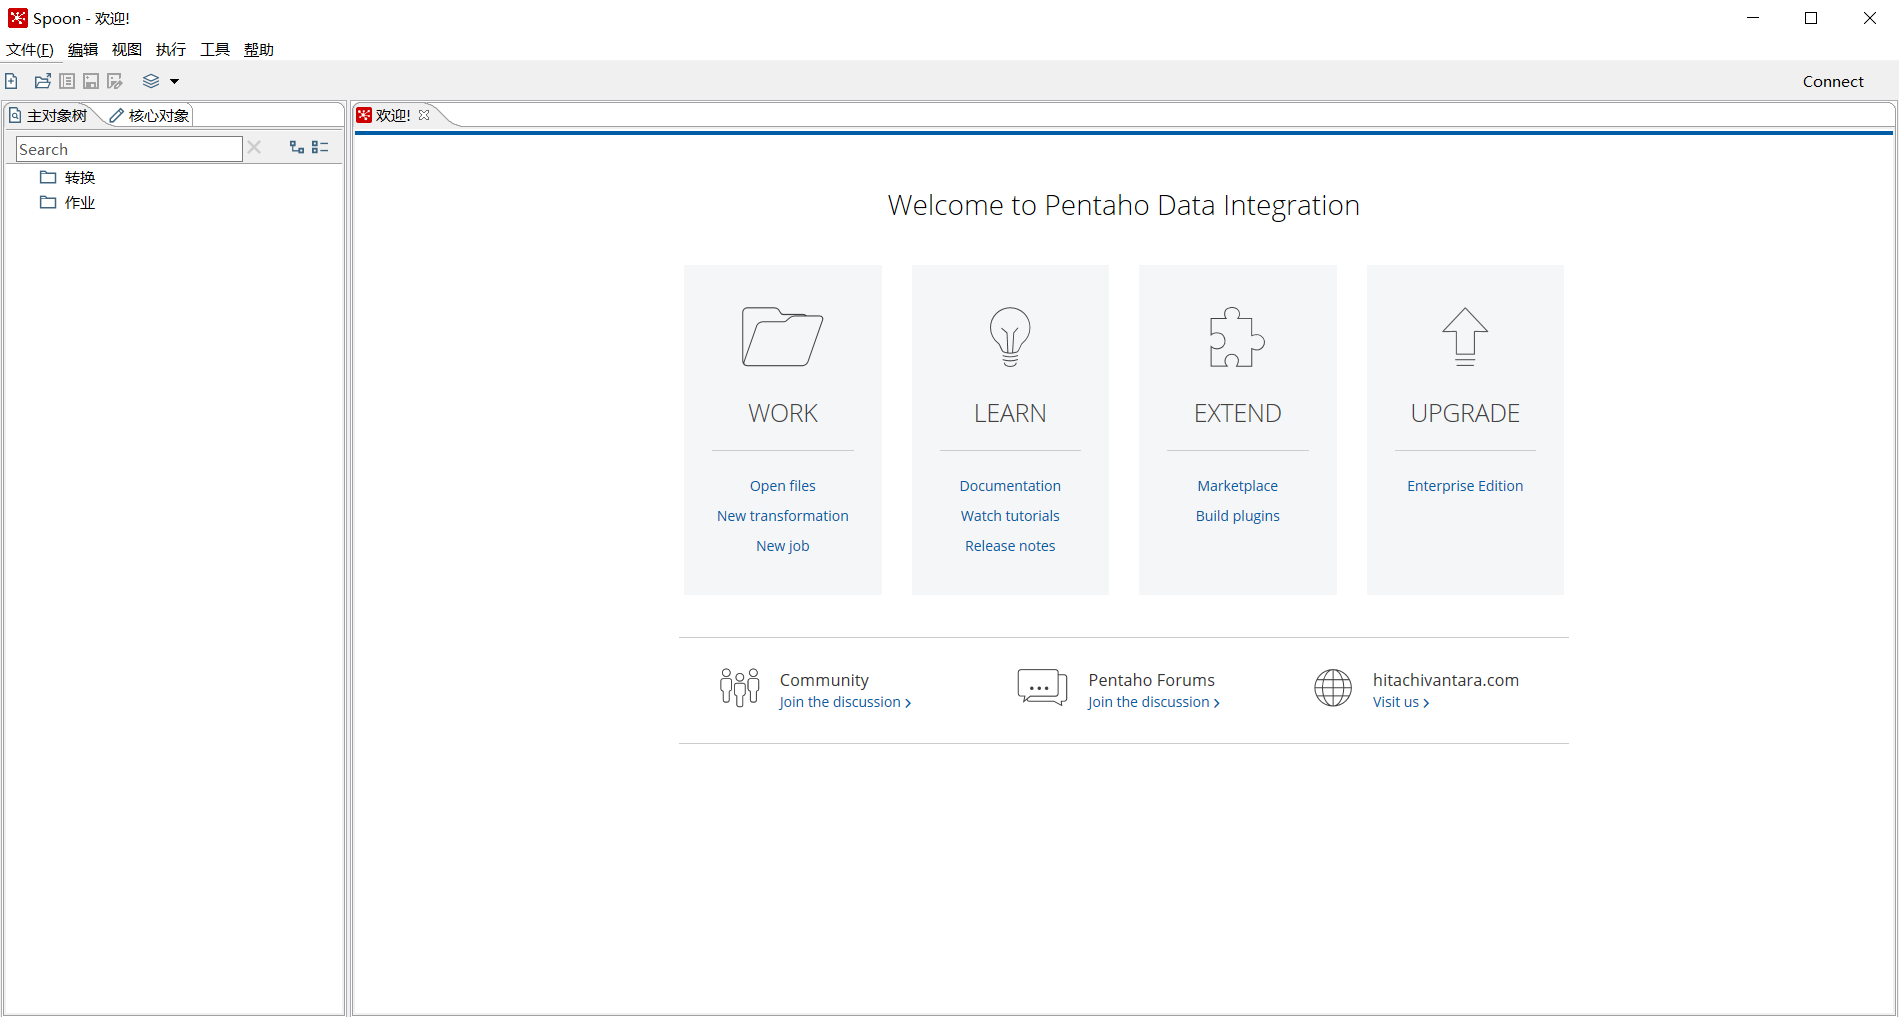 Spoon - 欢迎!
文件(F) 编辑 视图 执行 工具 帮助
Connect
主对象树 核心对象
Search
转换
作业
欢迎!
Welcome to Pentaho Data Integration
WORK
Open files
New transformation
New job
LEARN
Documentation
Watch tutorials
Release notes
EXTEND
Marketplace
Build plugins
UPGRADE
Enterprise Edition
Community
Join the discussion
Pentaho Forums
Join the discussion
hitachivantara.com
Visit us